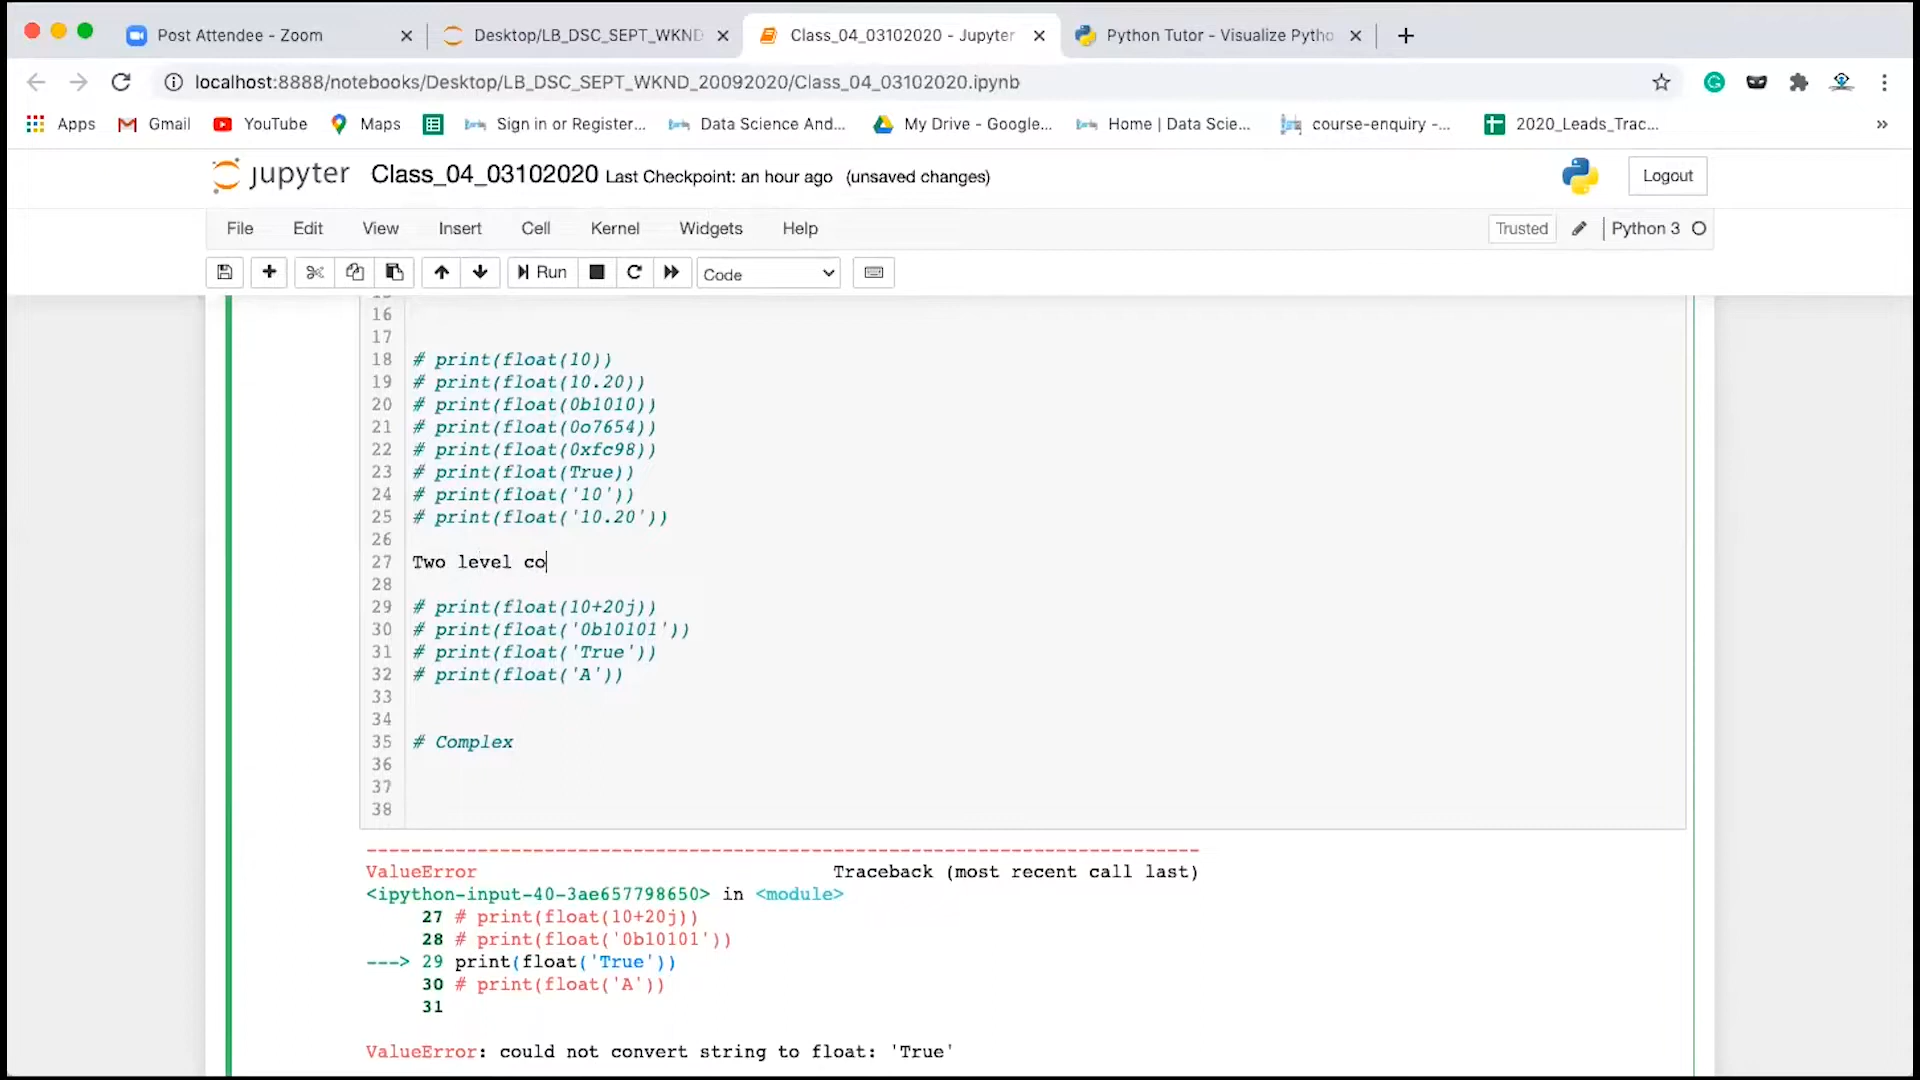 Post Attendee - Zoom
Desktop/LB_DSC_SEPT_WKND
Class_04_03102020 - Jupyter
Python Tutor - Visualize Pytho
localhost:8888/notebooks/Desktop/LB_DSC_SEPT_WKND_20092020/Class_04_03102020.ipynb
Apps
Gmail
YouTube
Maps
Sign in or Register...
Data Science And...
My Drive - Google...
Home | Data Scie...
course-enquiry -...
2020_Leads_Trac...
»
jupyter Class_04_03102020 Last Checkpoint: an hour ago (unsaved changes)
Logout
File Edit View Insert Cell Kernel Widgets Help
Trusted
Python 3
Run
Code
16
17
18 # print(float(10))
19 # print(float(10.20))
20 # print(float(0b1010))
21 # print(float(0o7654))
22 # print(float(0xfc98))
23 # print(float(True))
24 # print(float('10'))
25 # print(float('10.20'))
26
27 Two level co
28
29 # print(float(10+20j))
30 # print(float('0b10101'))
31 # print(float('True'))
32 # print(float('A'))
33
34
35 # Complex
36
37
38
---------------------------------------------------------------------------
ValueError Traceback (most recent call last)
<ipython-input-40-3ae657798650> in <module>
27 # print(float(10+20j))
28 # print(float('0b10101'))
---> 29 print(float('True'))
30 # print(float('A'))
31
ValueError: could not convert string to float: 'True'